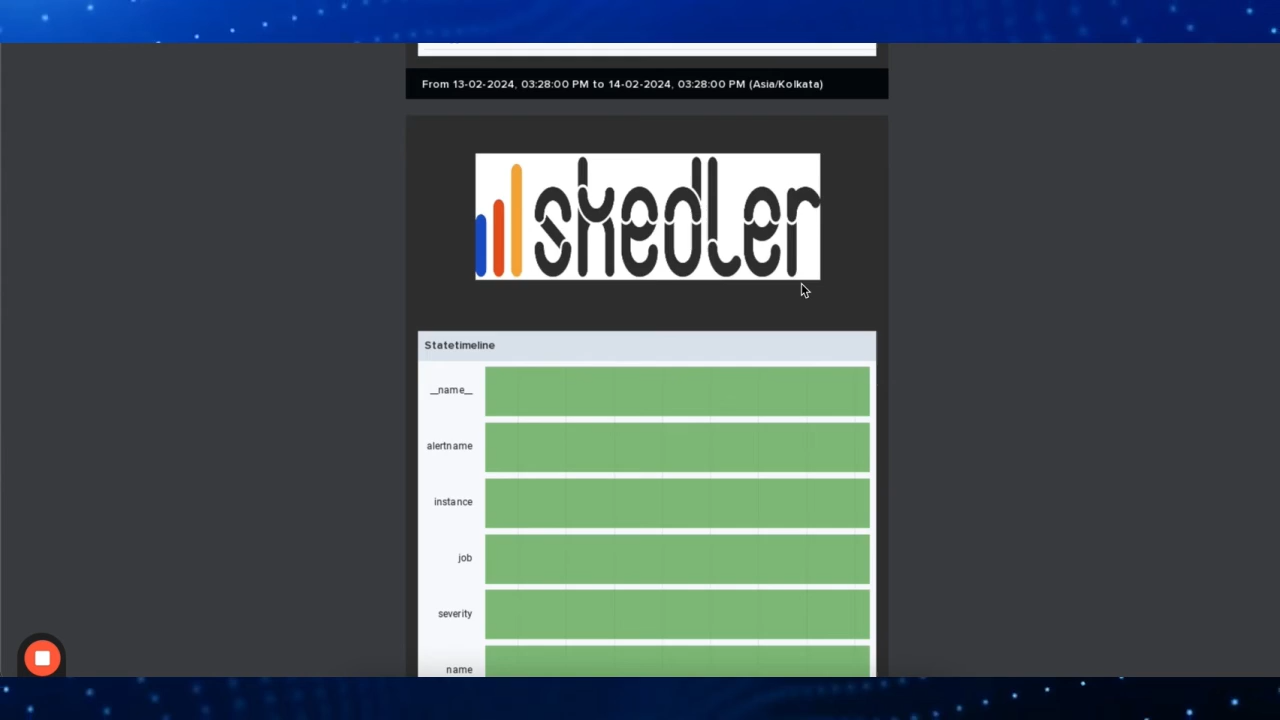 From 13-02-2024, 03:28:00 PM to 14-02-2024, 03:28:00 PM (Asia/Kolkata)
skedler
Statetimeline
__name__
alertname
instance
job
severity
name